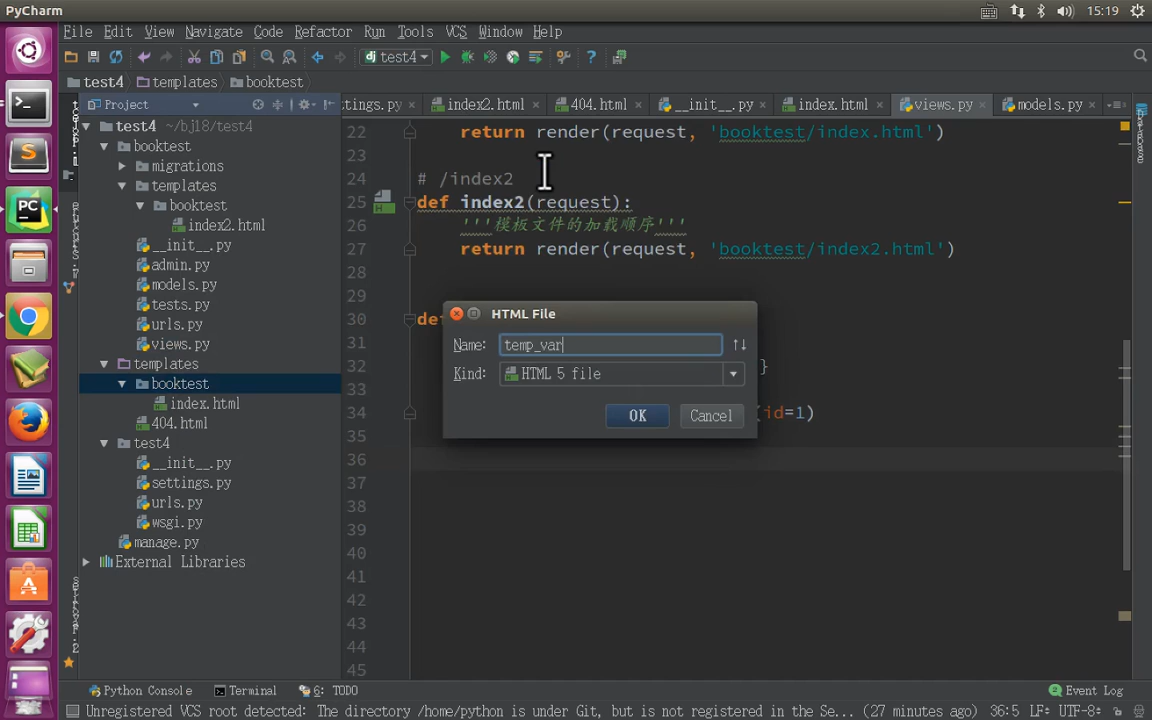 PyCharm
15:19
File Edit View Navigate Code Refactor Run Tools VCS Window Help
test4
test4 templates booktest
Project
ttings.py index2.html 404.html __init__.py index.html views.py models.py
test4 ~/bj18/test4
booktest
migrations
templates
booktest
index2.html
__init__.py
admin.py
models.py
tests.py
urls.py
views.py
templates
booktest
index.html
404.html
test4
__init__.py
settings.py
urls.py
wsgi.py
manage.py
External Libraries
22 return render(request, 'booktest/index.html')
23
24 # /index2
25 def index2(request):
26 '''模板文件的加载顺序'''
27 return render(request, 'booktest/index2.html')
28
29
30 de
32 }
33
34 (id=1)
35
36
37
38
39
40
41
42
43
44
45
HTML File
Name: temp_var
Kind: HTML 5 file
OK Cancel
Python Console Terminal 6: TODO Event Log
Unregistered VCS root detected: The directory /home/python is under Git, but is not registered in the Se... (27 minutes ago) 36:5 LF÷ UTF-8÷